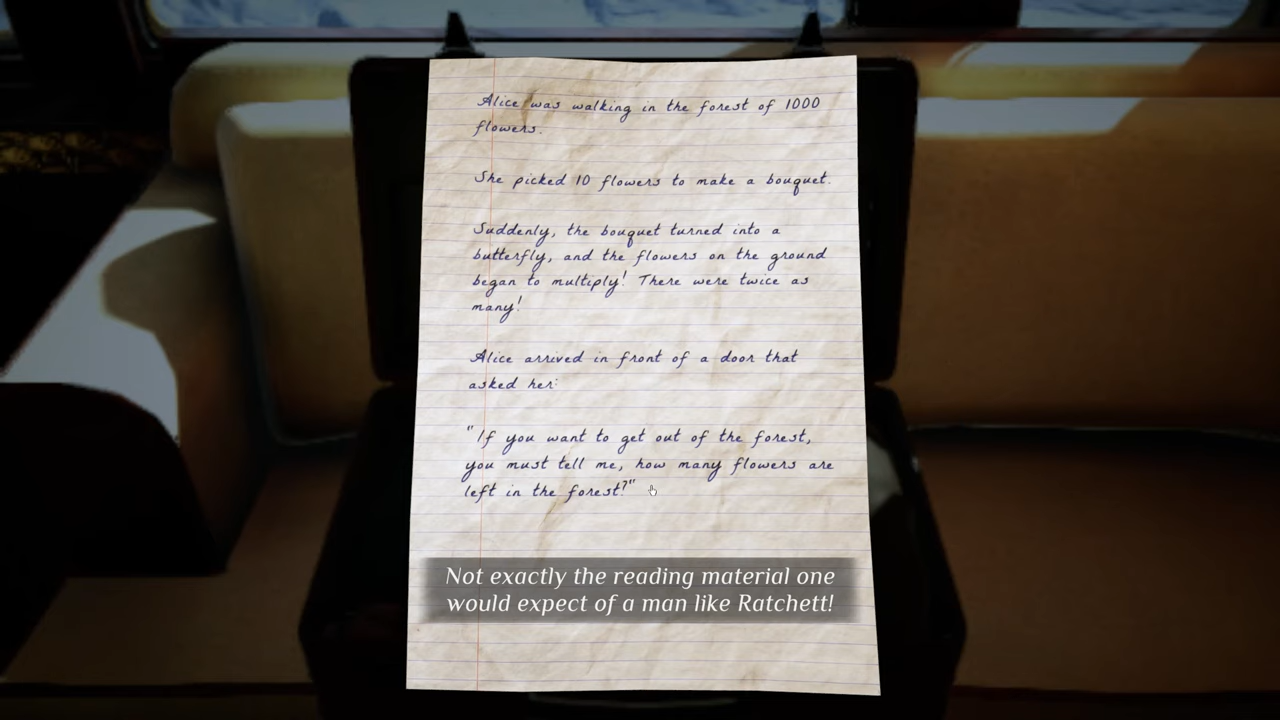 Alice was walking in the forest of 1000
flowers.
She picked 10 flowers to make a bouquet.
Suddenly, the bouquet turned into a
butterfly, and the flowers on the ground
began to multiply! There were twice as
many!
Alice arrived in front of a door that
asked her:
"If you want to get out of the forest,
you must tell me, how many flowers are
left in the forest?"
Not exactly the reading material one
would expect of a man like Ratchett!